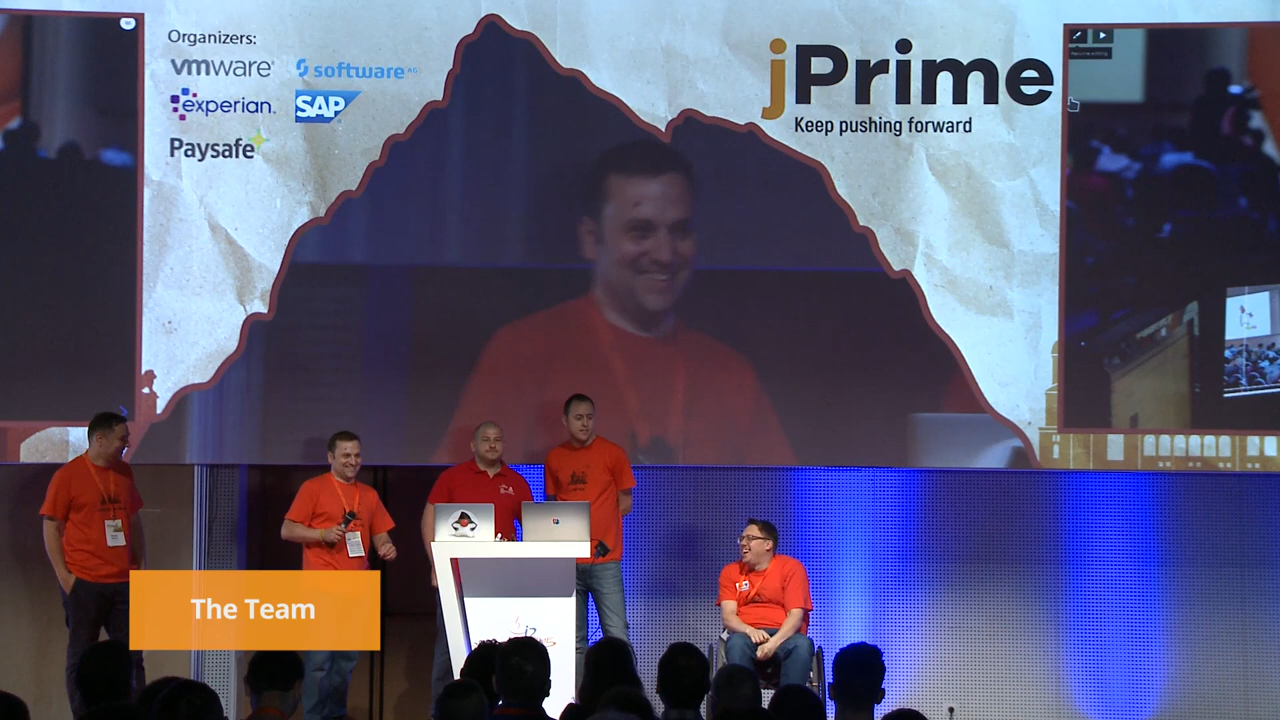 Organizers:
vmware
software AG
experian.
SAP
Paysafe
jPrime
Keep pushing forward
The Team